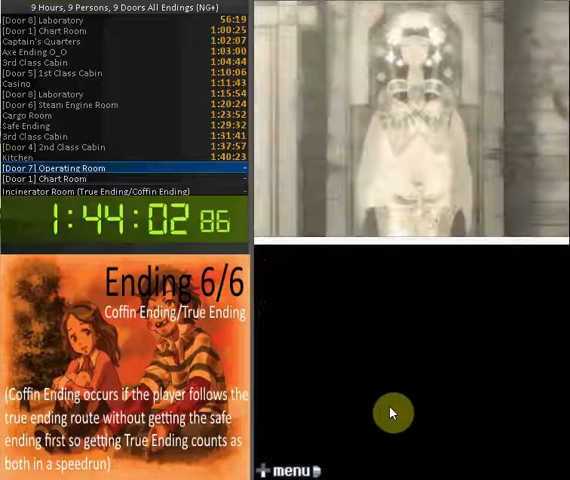 9 Hours, 9 Persons, 9 Doors All Endings (NG+)
[Door 8] Laboratory 56:19
[Door 1] Chart Room 1:00:25
Captain's Quarters 1:02:07
Axe Ending O_O 1:03:00
3rd Class Cabin 1:04:44
[Door 5] 1st Class Cabin 1:10:06
Casino 1:11:43
[Door 8] Laboratory 1:15:54
[Door 6] Steam Engine Room 1:20:24
Cargo Room 1:23:52
Safe Ending 1:29:32
3rd Class Cabin 1:31:41
[Door 4] 2nd Class Cabin 1:37:57
Kitchen 1:40:23
[Door 7] Operating Room -
[Door 1] Chart Room -
Incinerator Room (True Ending/Coffin Ending) -
1:44:02 86
Ending 6/6
Coffin Ending/True Ending
(Coffin Ending occurs if the player follows the
true ending route without getting the safe
ending first so getting True Ending counts as
both in a speedrun)
menu